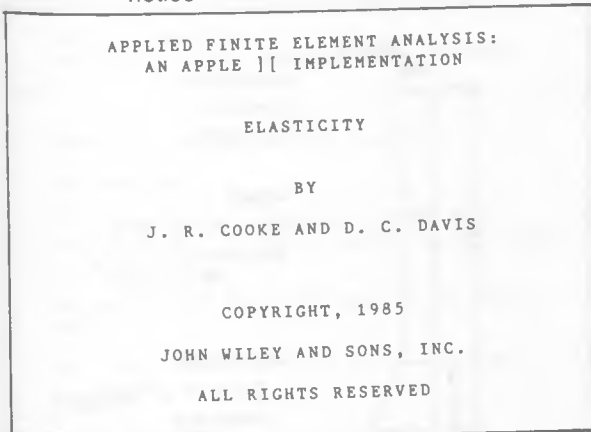 notice
APPLIED FINITE ELEMENT ANALYSIS:
AN APPLE ][ IMPLEMENTATION
ELASTICITY
BY
J. R. COOKE AND D. C. DAVIS
COPYRIGHT, 1985
JOHN WILEY AND SONS, INC.
ALL RIGHTS RESERVED